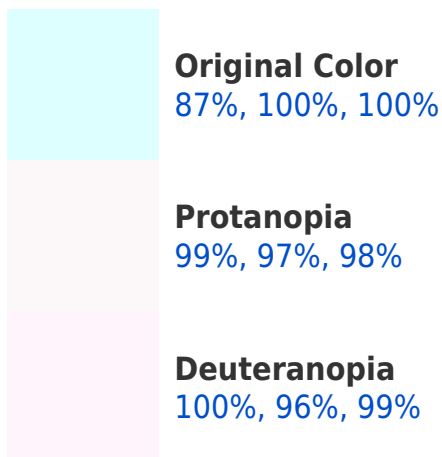 Original Color
87%, 100%, 100%
Protanopia
99%, 97%, 98%
Deuteranopia
100%, 96%, 99%